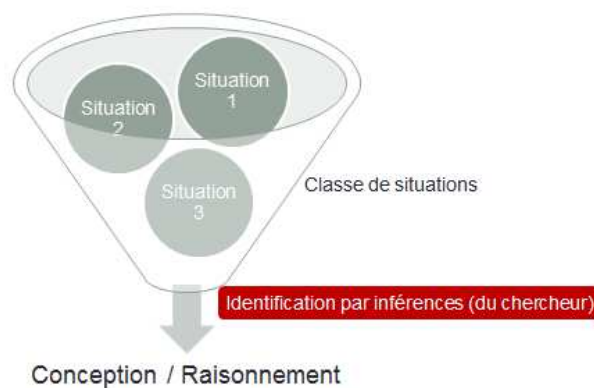 Situation
1
Situation
2
Situation
3
Classe de situations
Identification par inférences (du chercheur)
Conception / Raisonnement